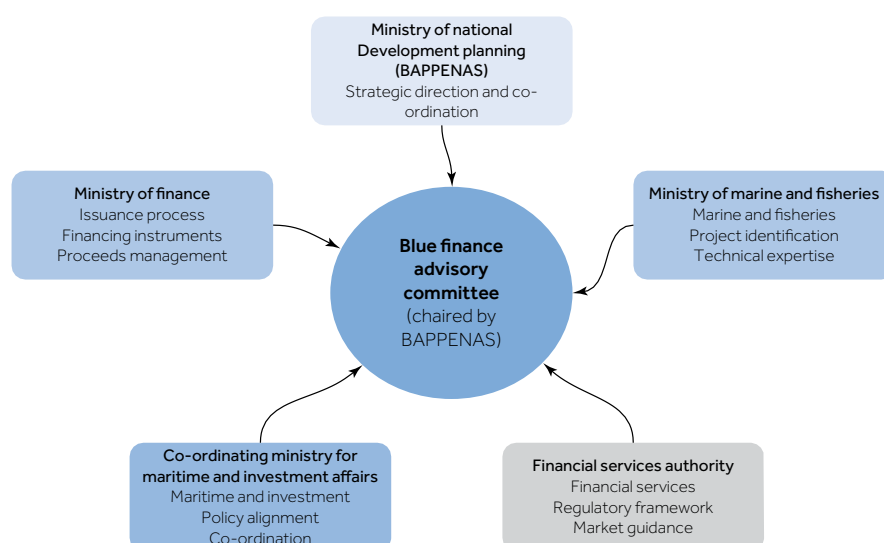 Ministry of national
Development planning
(BAPPENAS)
Strategic direction and co-
ordination
Ministry of finance
Issuance process
Financing instruments
Proceeds management
Ministry of marine and fisheries
Marine and fisheries
Project identification
Technical expertise
Blue finance
advisory
committee
(chaired by
BAPPENAS)
Co-ordinating ministry for
maritime and investment affairs
Maritime and investment
Policy alignment
Co-ordination
Financial services authority
Financial services
Regulatory framework
Market guidance